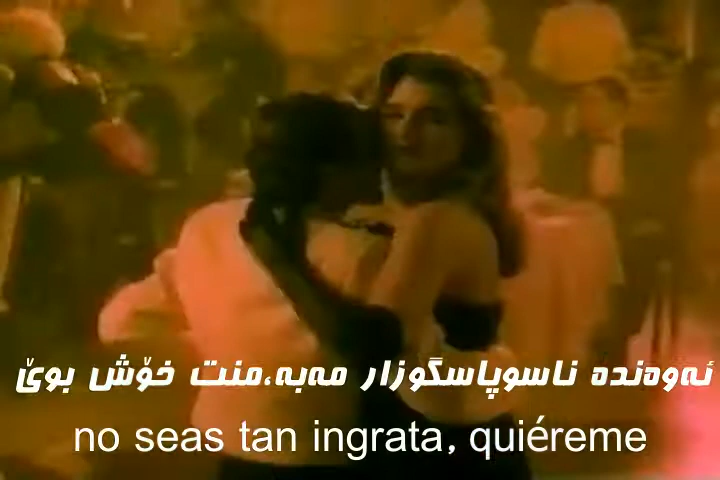 ئەوەندە ناسوپاسگوزار مەبە،منت خۆش بوێ
no seas tan ingrata, quiéreme